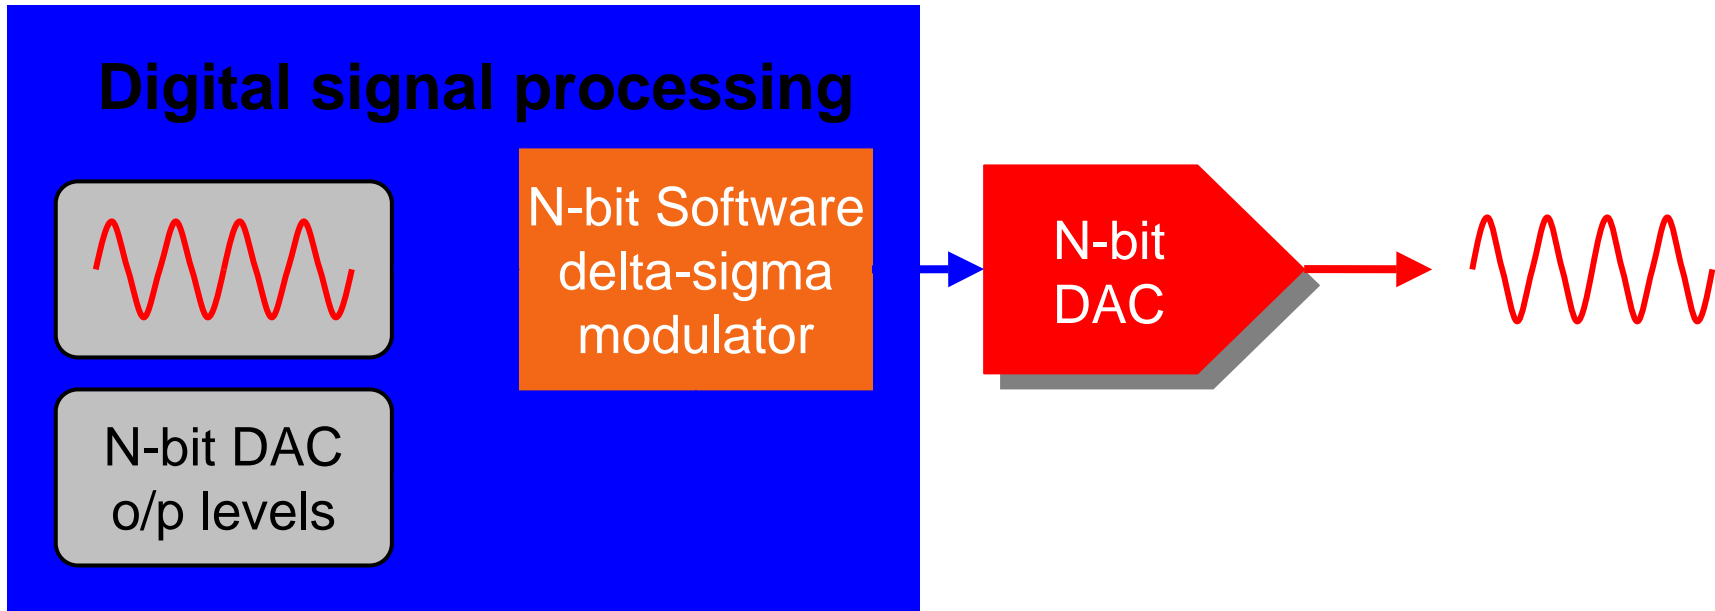 Digital signal processing
N-bit Software
delta-sigma
modulator
N-bit
DAC
N-bit DAC
o/p levels